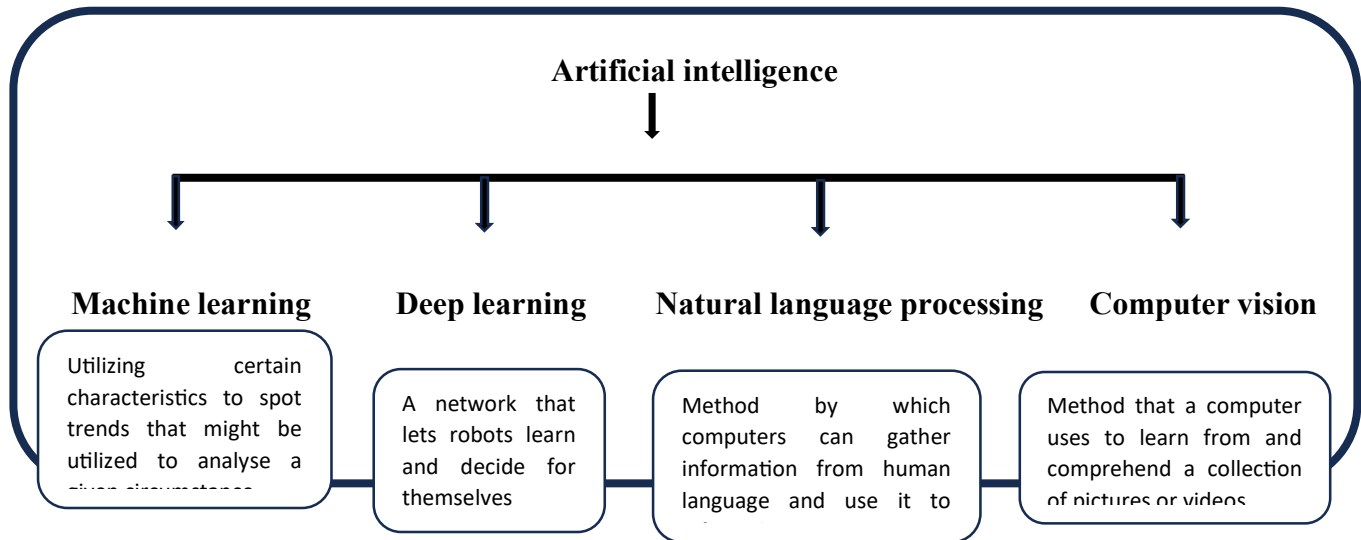 Artificial intelligence
Machine learning
Deep learning
Natural language processing
Computer vision
Utilizing certain
characteristics to spot
trends that might be
utilized to analyse a
given circumstance
A network that
lets robots learn
and decide for
themselves
Method by which
computers can gather
information from human
language and use it to
Method that a computer
uses to learn from and
comprehend a collection
of pictures or videos